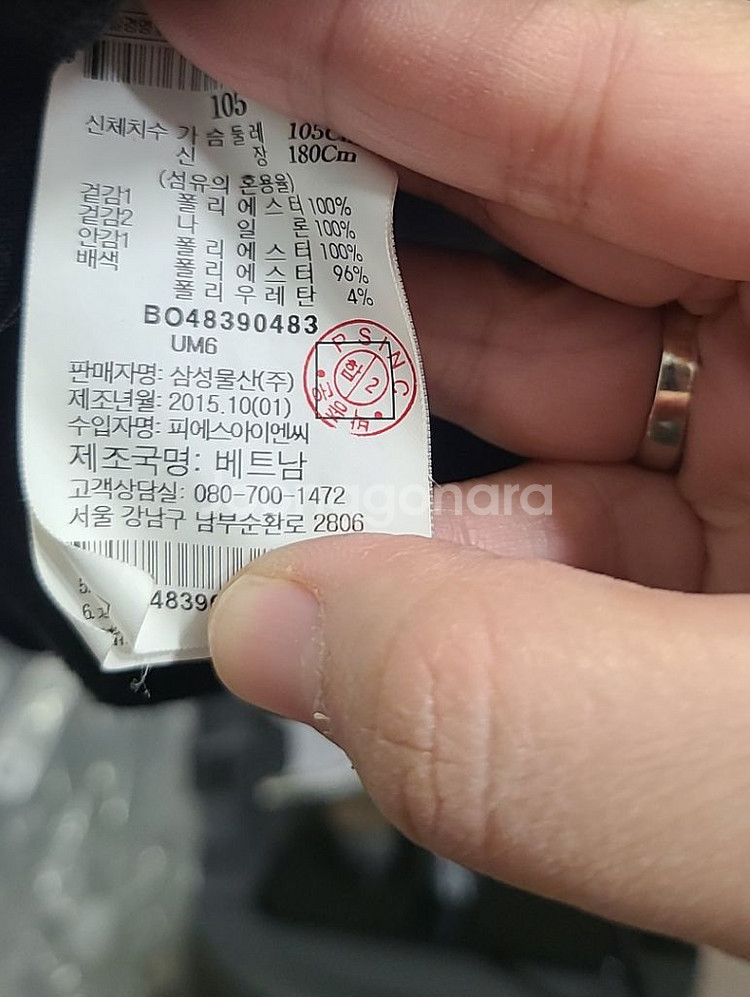 105
신체치수 가슴둘레 105Cm
신 장 180Cm
(섬유의 혼용율)
겉감1 폴리에스터 100%
겉감2 나 일 론 100%
안감1 폴리에스터 100%
배색 폴리에스터 96%
폴리우레탄 4%
BO48390483
UM6
PSINC
판매자명: 삼성물산(주)
제조년월: 2015.10(01)
수입자명: 피에스아이엔씨
제조국명: 베트남
고객상담실: 080-700-1472
서울 강남구 남부순환로 2806
Joonggonara
4839